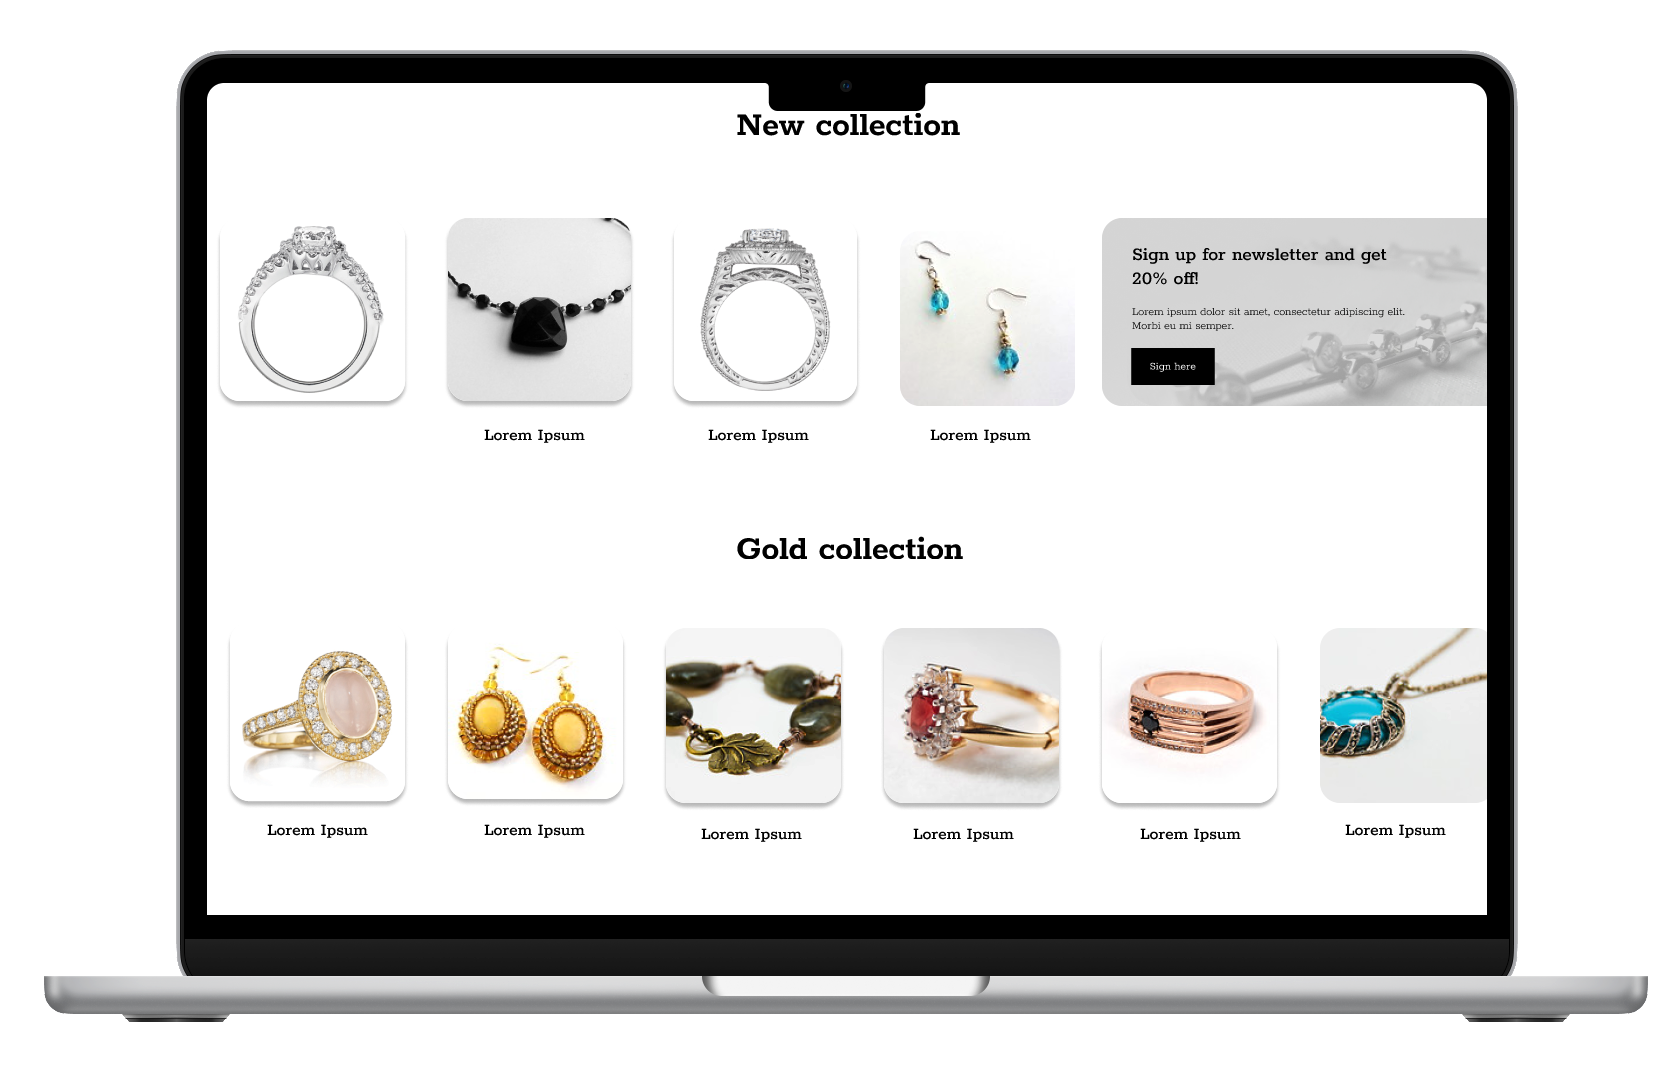 New collection
Sign up for newsletter and get
20% off!
Lorem ipsum dolor sit amet, consectetur adipiscing elit.
Morbi eu mi semper.
Sign here
Lorem Ipsum
Lorem Ipsum
Lorem Ipsum
Gold collection
Lorem Ipsum
Lorem Ipsum
Lorem Ipsum
Lorem Ipsum
Lorem Ipsum
Lorem Ipsum